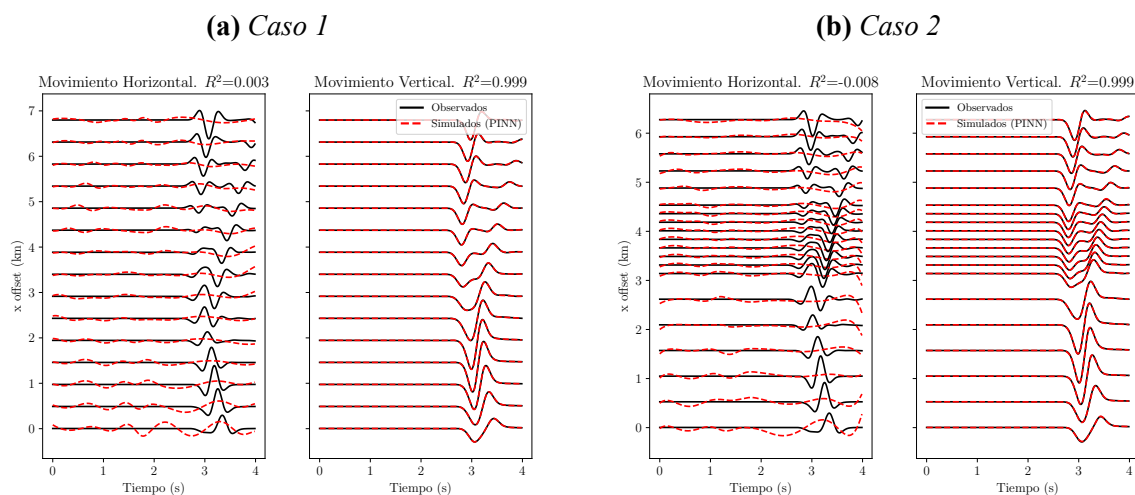 (a) Caso 1
(b) Caso 2
Movimiento Horizontal. R²=0.003
Movimiento Vertical. R²=0.999
Movimiento Horizontal. R²=-0.008
Movimiento Vertical. R²=0.999
Observados
Simulados (PINN)
Observados
Simulados (PINN)
x offset (km)
7
6
5
4
3
2
1
0
x offset (km)
6
5
4
3
2
1
0
0 1 2 3 4
0 1 2 3 4
0 1 2 3 4
0 1 2 3 4
Tiempo (s)
Tiempo (s)
Tiempo (s)
Tiempo (s)